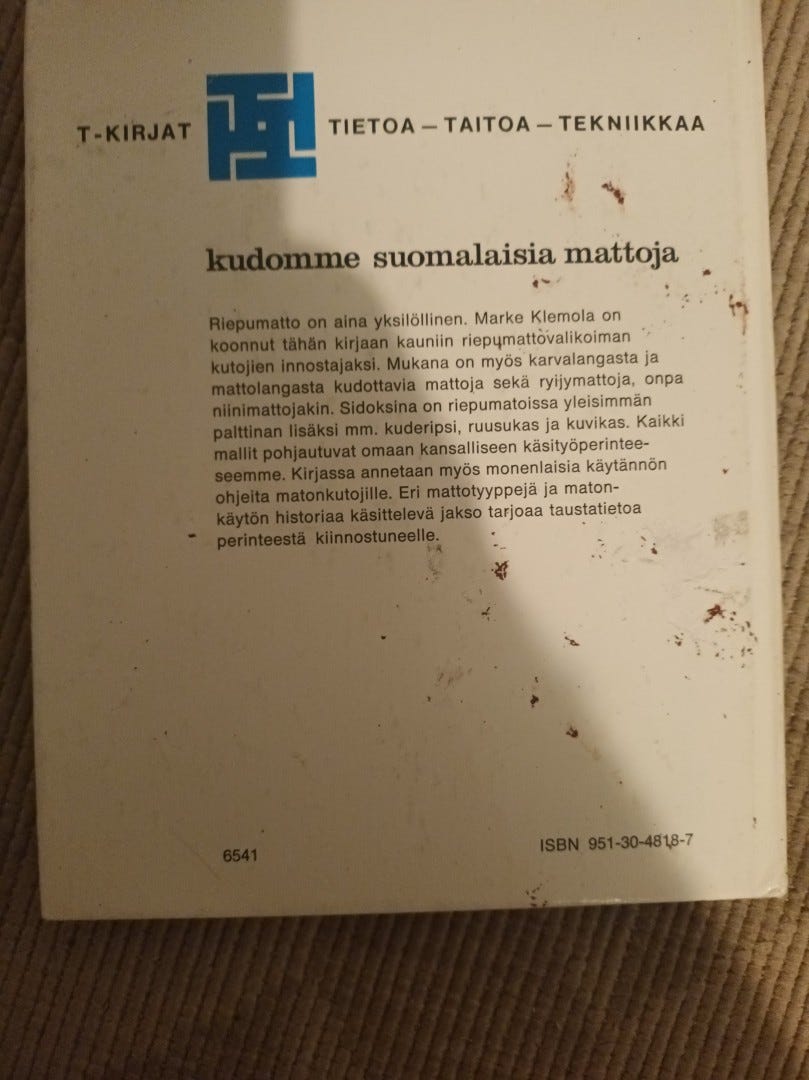 T-KIRJAT TIETOA – TAITOA – TEKNIIKKAA
kudomme suomalaisia mattoja
Riepumatto on aina yksilöllinen. Marke Klemola on
koonnut tähän kirjaan kauniin riepumattovalikoiman
kutojien innostajaksi. Mukana on myös karvalangasta ja
mattolangasta kudottavia mattoja sekä ryijymattoja, onpa
niinimattojakin. Sidoksina on riepumatoissa yleisimmän
palttinan lisäksi mm. kuderipsi, ruusukas ja kuvikas. Kaikki
mallit pohjautuvat omaan kansalliseen käsityöperintee-
seemme. Kirjassa annetaan myös monenlaisia käytännön
ohjeita matonkutojille. Eri mattotyyppejä ja maton-
käytön historiaa käsittelevä jakso tarjoaa taustatietoa
perinteestä kiinnostuneelle.
6541 ISBN 951-30-4818-7